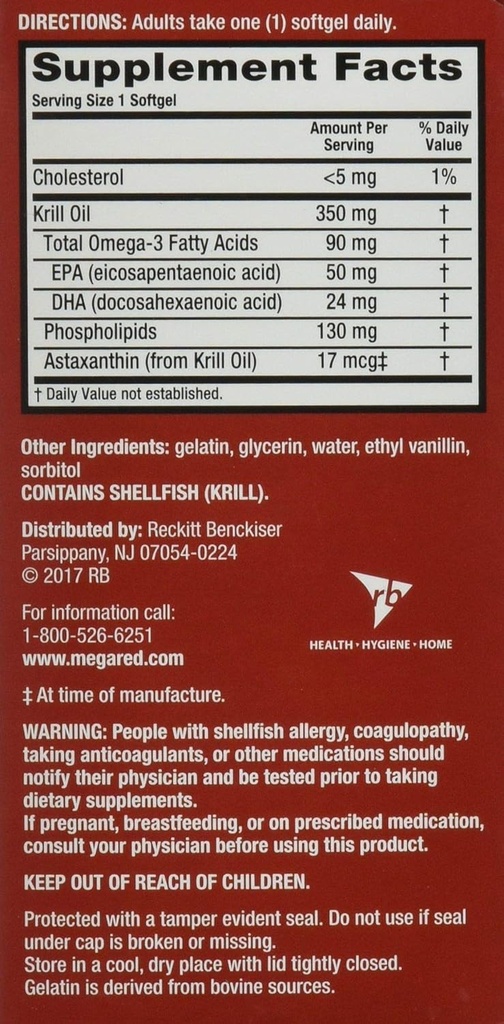 DIRECTIONS: Adults take one (1) softgel daily.
Supplement Facts
Serving Size 1 Softgel
Amount Per Serving % Daily Value
Cholesterol <5 mg 1%
Krill Oil 350 mg †
Total Omega-3 Fatty Acids 90 mg †
EPA (eicosapentaenoic acid) 50 mg †
DHA (docosahexaenoic acid) 24 mg †
Phospholipids 130 mg †
Astaxanthin (from Krill Oil) 17 mcg‡ †
† Daily Value not established.
Other Ingredients: gelatin, glycerin, water, ethyl vanillin,
sorbitol
CONTAINS SHELLFISH (KRILL).
Distributed by: Reckitt Benckiser
Parsippany, NJ 07054-0224
© 2017 RB
rb
HEALTH • HYGIENE • HOME
For information call:
1-800-526-6251
www.megared.com
‡ At time of manufacture.
WARNING: People with shellfish allergy, coagulopathy,
taking anticoagulants, or other medications should
notify their physician and be tested prior to taking
dietary supplements.
If pregnant, breastfeeding, or on prescribed medication,
consult your physician before using this product.
KEEP OUT OF REACH OF CHILDREN.
Protected with a tamper evident seal. Do not use if seal
under cap is broken or missing.
Store in a cool, dry place with lid tightly closed.
Gelatin is derived from bovine sources.